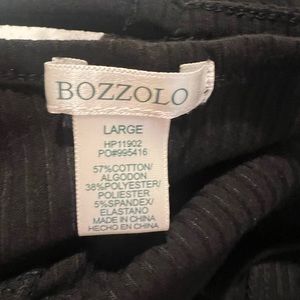 BOZZOLO
LARGE
HP11902
PO#995416
57%COTTON/
ALGODON
38%POLYESTER/
POLIESTER
5%SPANDEX/
ELASTANO
MADE IN CHINA
HECHO EN CHINA